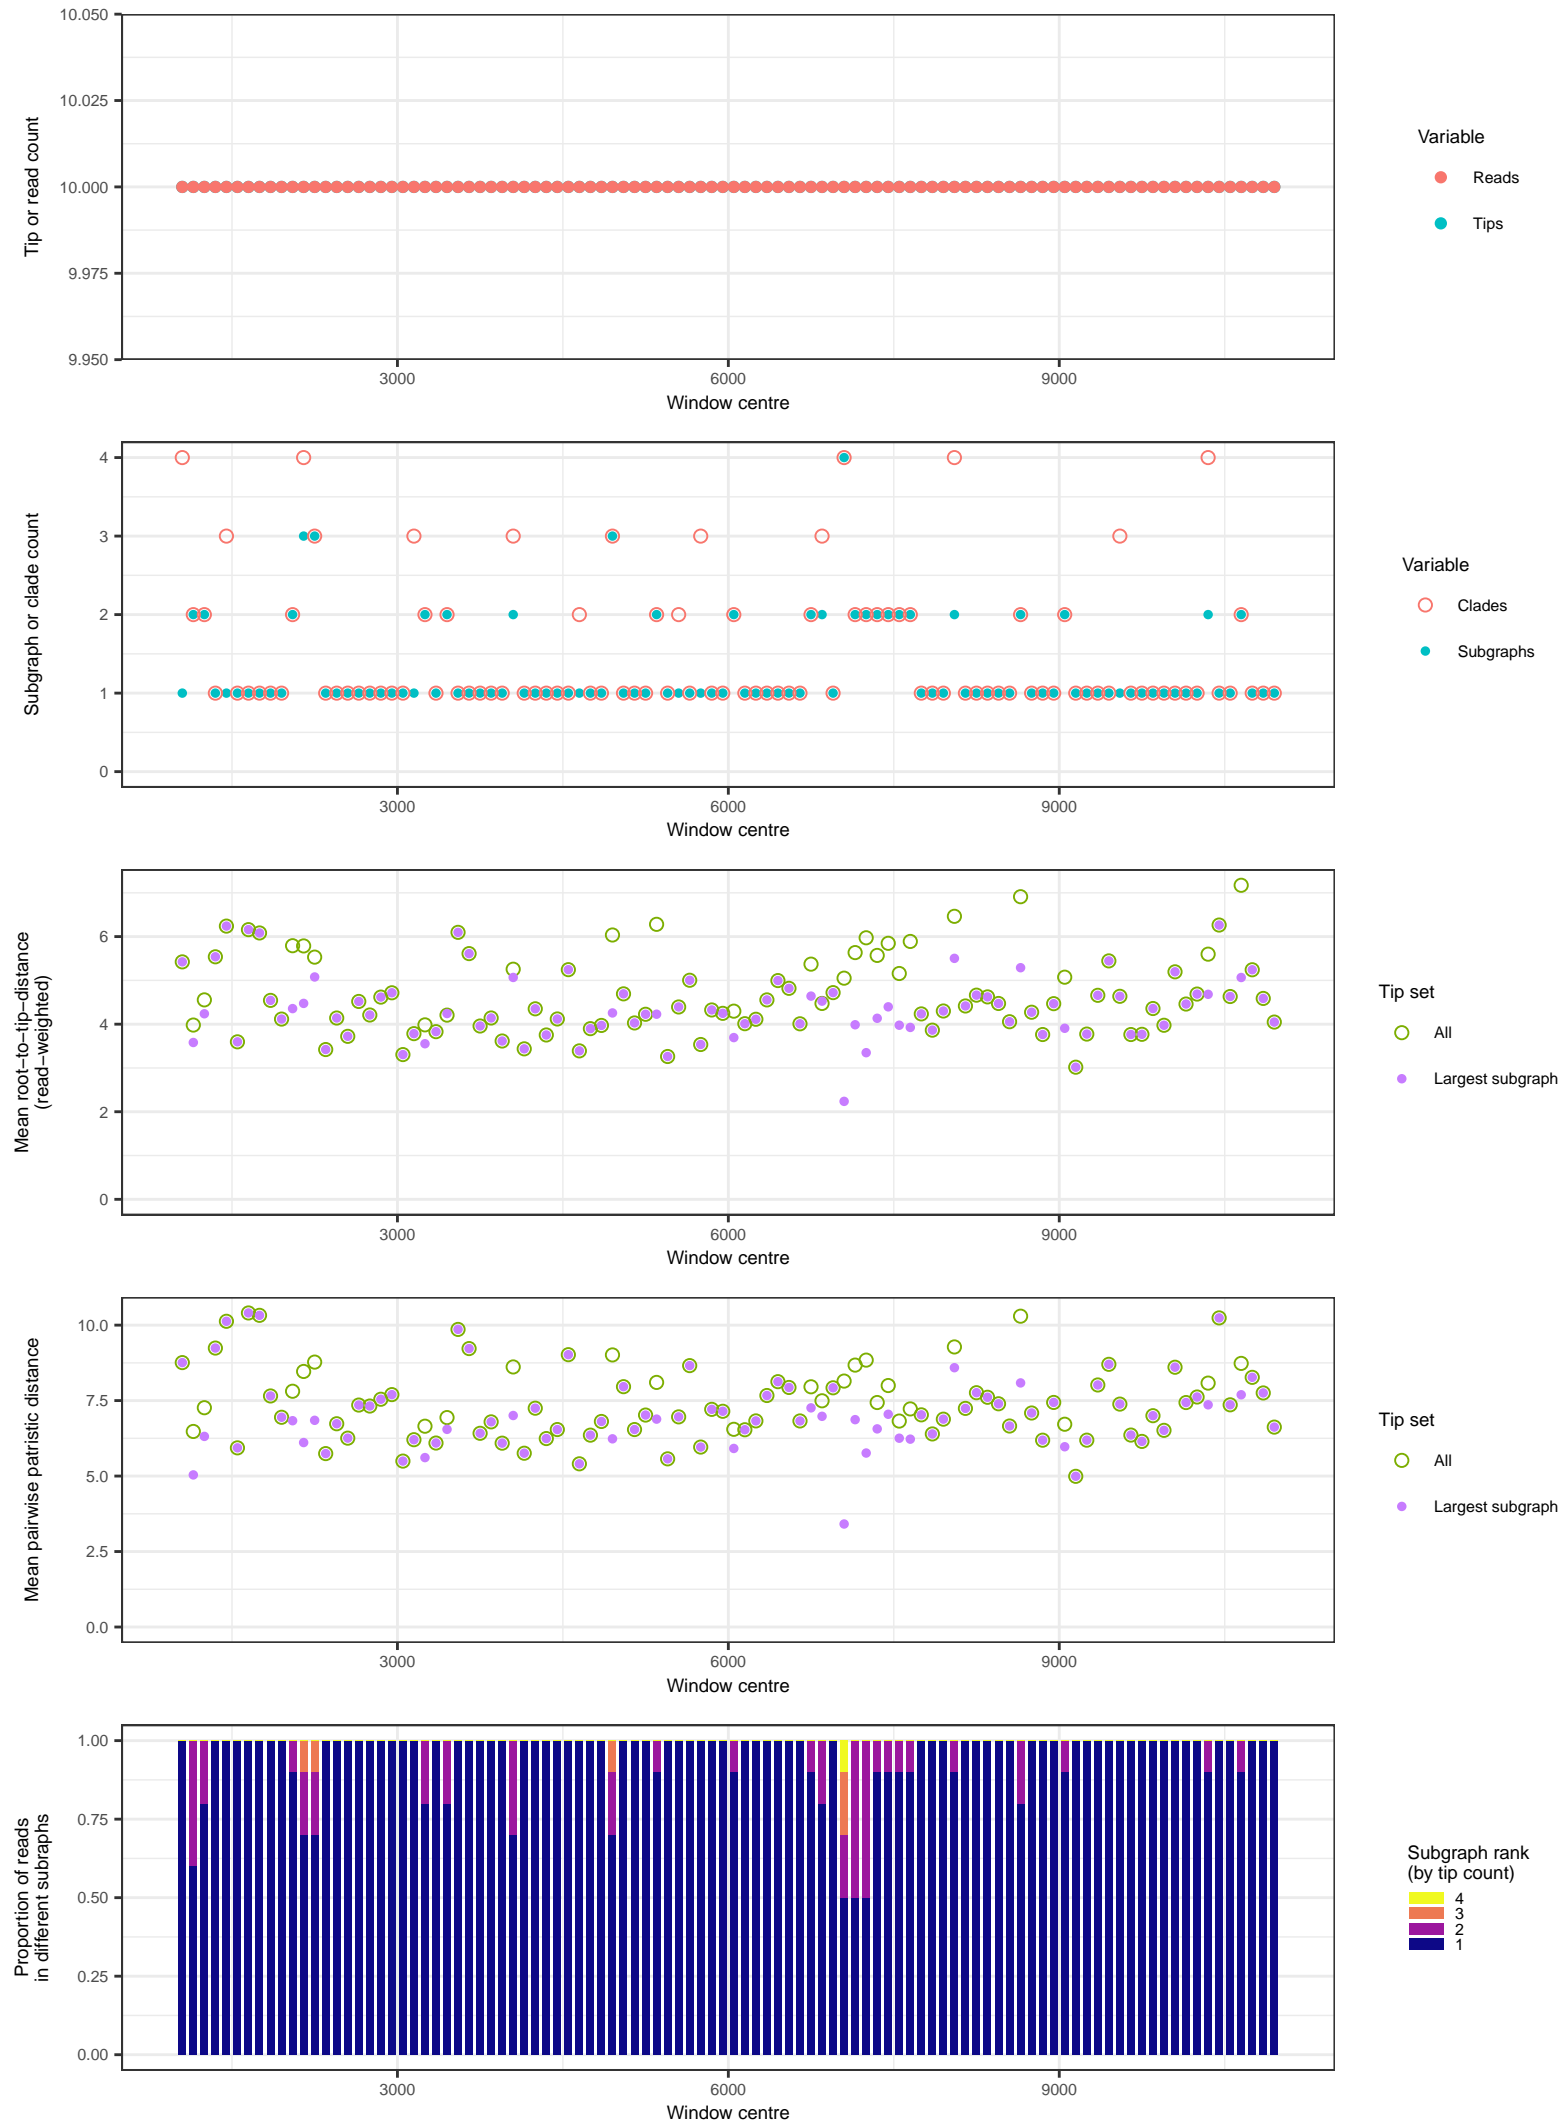 10.050
10.025
10.000
9.975
9.950
Tip or read count
3000
6000
9000
Window centre
Variable
Reads
Tips
4
3
2
1
0
Subgraph or clade count
3000
6000
9000
Window centre
Variable
Clades
Subgraphs
6
4
2
0
Mean root−to−tip−distance
(read−weighted)
3000
6000
9000
Window centre
Tip set
All
Largest subgraph
10.0
7.5
5.0
2.5
0.0
Mean pairwise patristic distance
3000
6000
9000
Window centre
Tip set
All
Largest subgraph
1.00
0.75
0.50
0.25
0.00
Proportion of reads
in different subraphs
3000
6000
9000
Window centre
Subgraph rank
(by tip count)
4
3
2
1